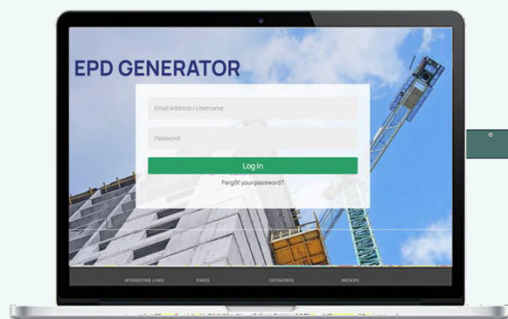 EPD GENERATOR
Email Address / Username
Password
Log In
Forgot your password?
INTERESTING LINKS PAGES CATEGORIES ARCHIVE